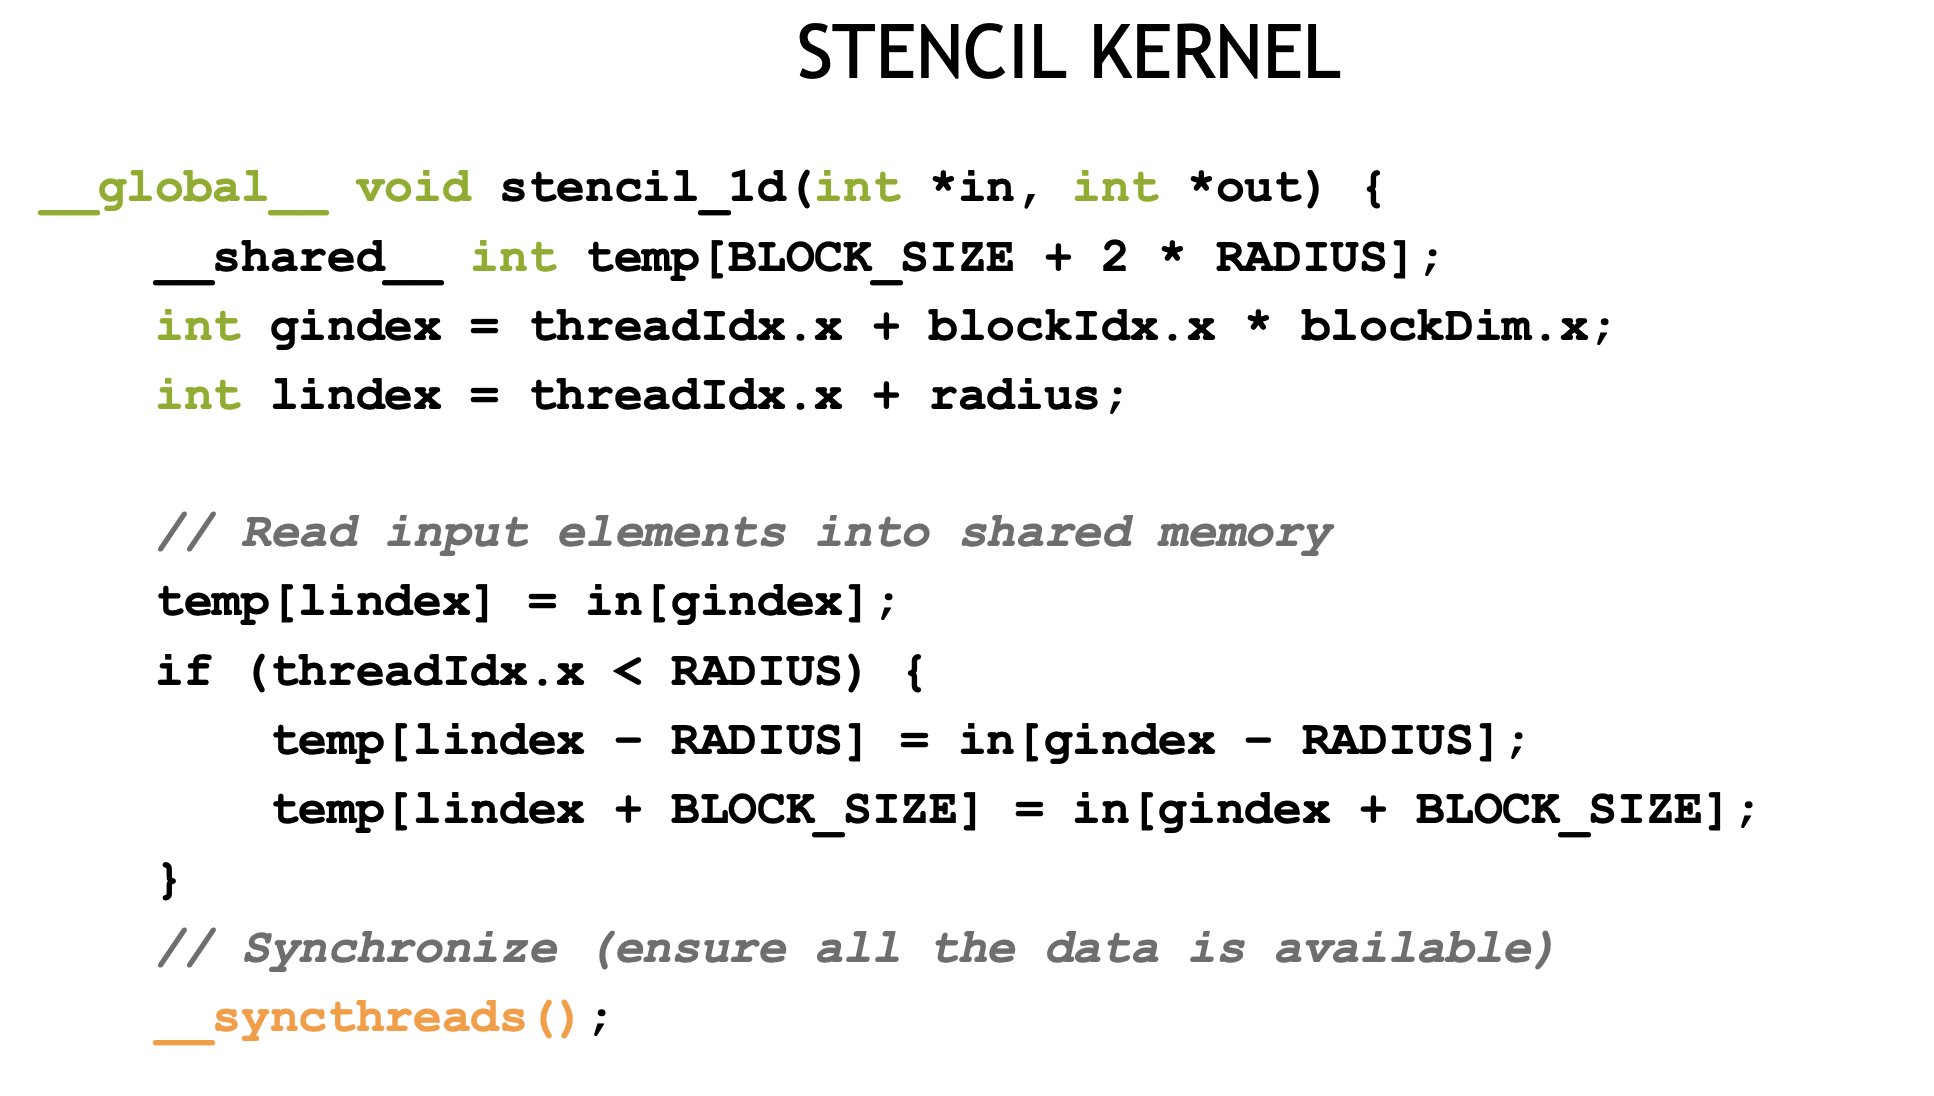 STENCIL KERNEL
__global__ void stencil_1d(int *in, int *out) {
__shared__ int temp[BLOCK_SIZE + 2 * RADIUS];
int gindex = threadIdx.x + blockIdx.x * blockDim.x;
int lindex = threadIdx.x + radius;
// Read input elements into shared memory
temp[lindex] = in[gindex];
if (threadIdx.x < RADIUS) {
temp[lindex – RADIUS] = in[gindex – RADIUS];
temp[lindex + BLOCK_SIZE] = in[gindex + BLOCK_SIZE];
}
// Synchronize (ensure all the data is available)
__syncthreads();